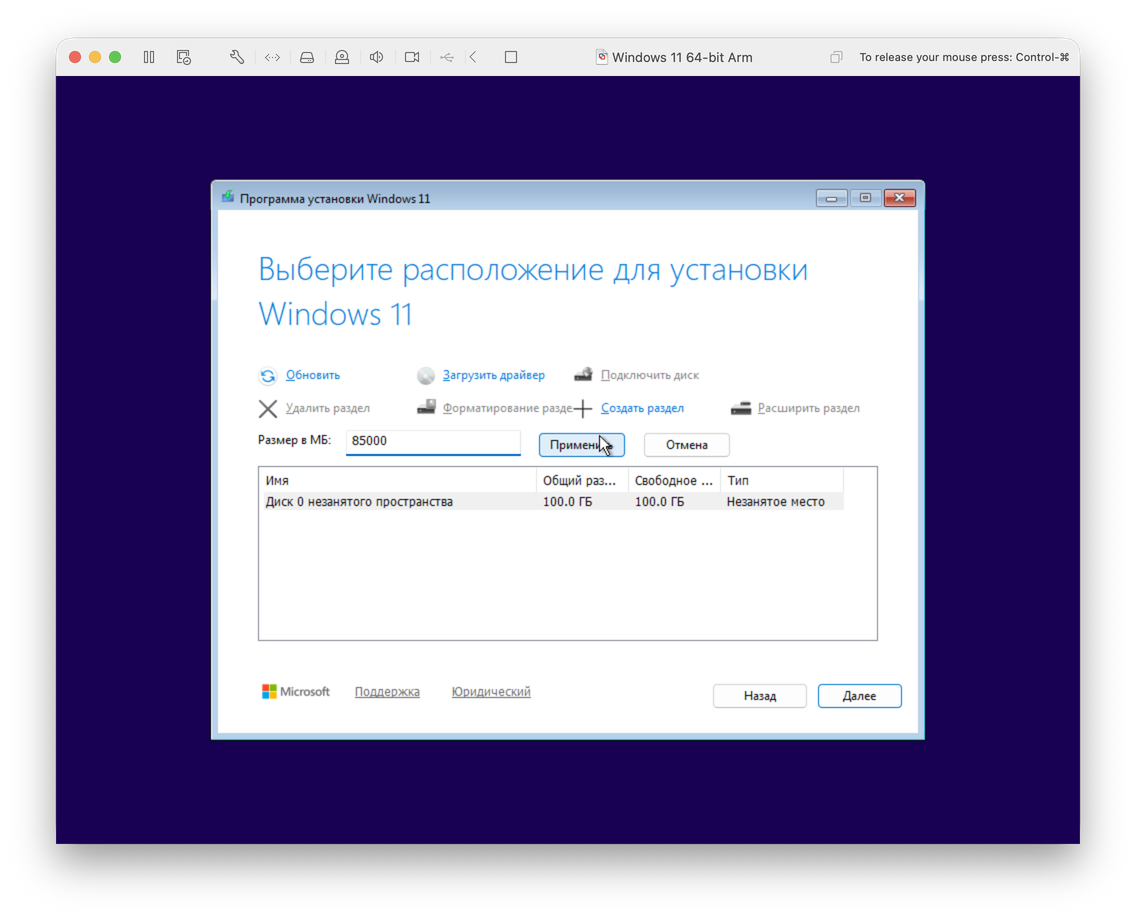 Windows 11 64-bit Arm
To release your mouse press: Control-⌘
Программа установки Windows 11
Выберите расположение для установки
Windows 11
Обновить
Загрузить драйвер
Подключить диск
Удалить раздел
Форматирование разде
Создать раздел
Расширить раздел
Размер в МБ:
85000
Отмена
Имя
Общий раз...
Свободное ...
Тип
Диск 0 незанятого пространства
100.0 ГБ
100.0 ГБ
Незанятое место
Microsoft
Поддержка
Юридический
Назад
Далее